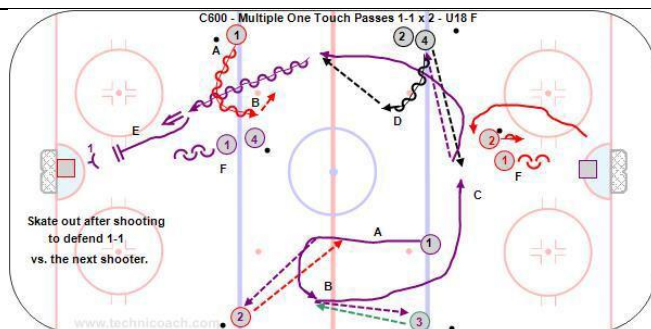 C600 - Multiple One Touch Passes 1-1 x 2 - U18 F
1
A
2 4
B
D
E
1
1 4
F
2
1
F
C
Skate out after shooting
to defend 1-1
vs. the next shooter.
A
1
B
2
3
www.technicoach.com